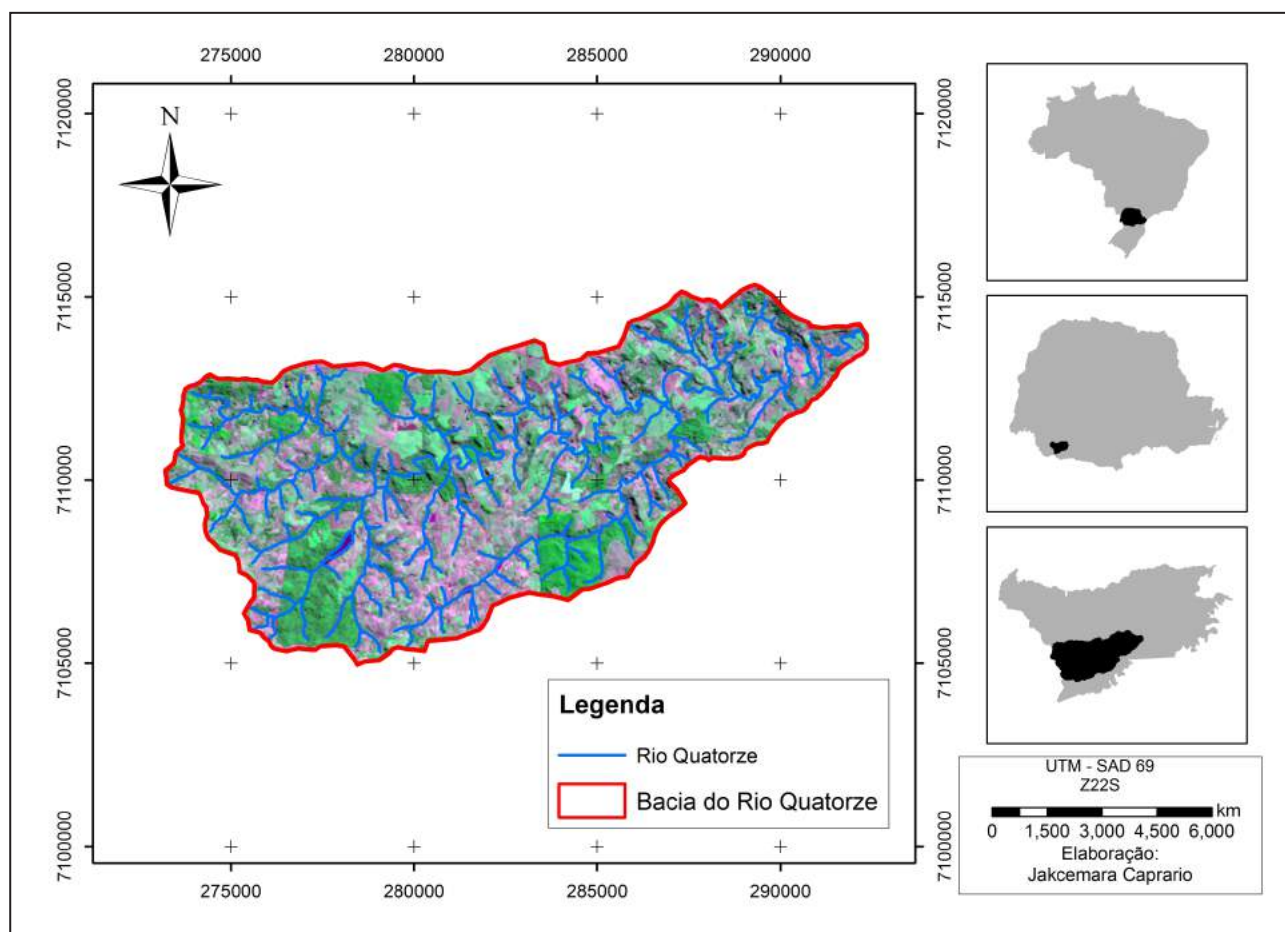 275000 280000 285000 290000
7120000
7120000
N
7115000
7115000
7110000
7110000
7105000
7105000
7100000
7100000
Legenda
Rio Quatorze
Bacia do Rio Quatorze
275000 280000 285000 290000
UTM - SAD 69
Z22S
km
0 1,500 3,000 4,500 6,000
Elaboração:
Jakcemara Caprario